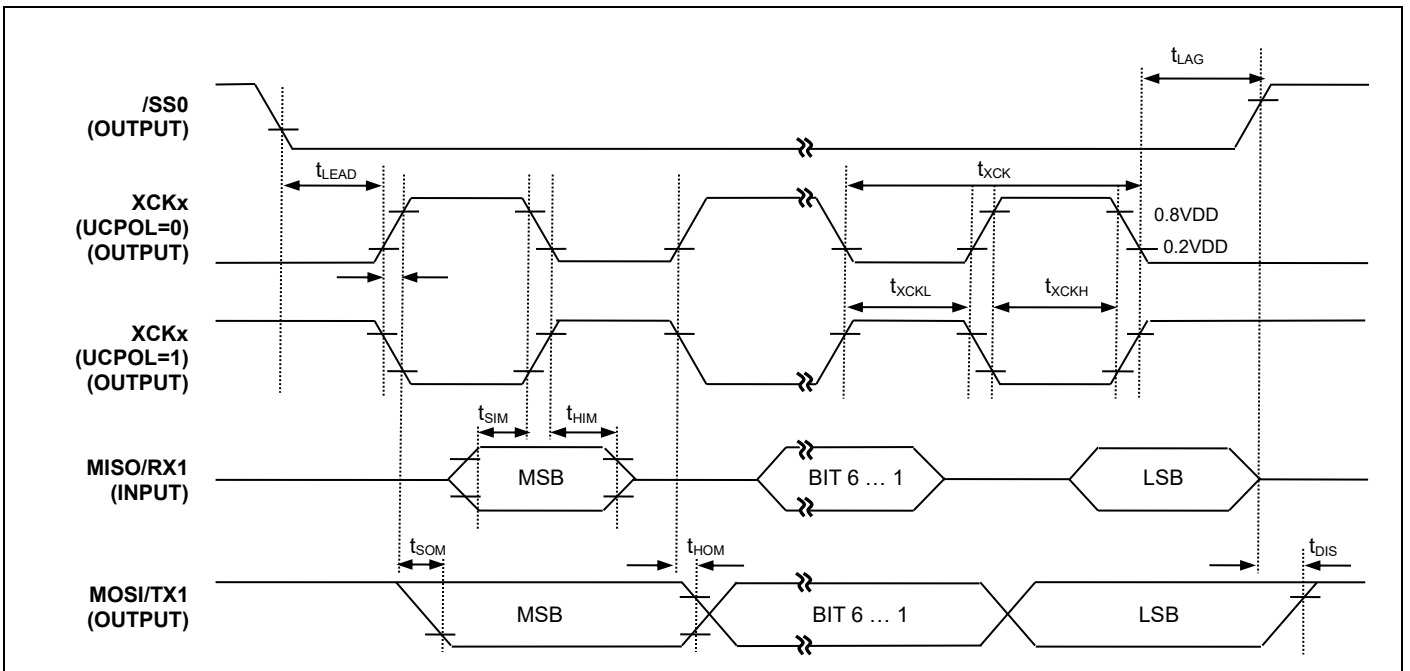 tLAG
/SS0
(OUTPUT)
tLEAD
tXCK
XCKx
(UCPOL=0)
(OUTPUT)
0.8VDD
0.2VDD
tXCKL
tXCKH
XCKx
(UCPOL=1)
(OUTPUT)
tSIM
tHIM
MISO/RX1
(INPUT)
MSB
BIT 6 … 1
LSB
tSOM
tHOM
tDIS
MOSI/TX1
(OUTPUT)
MSB
BIT 6 … 1
LSB